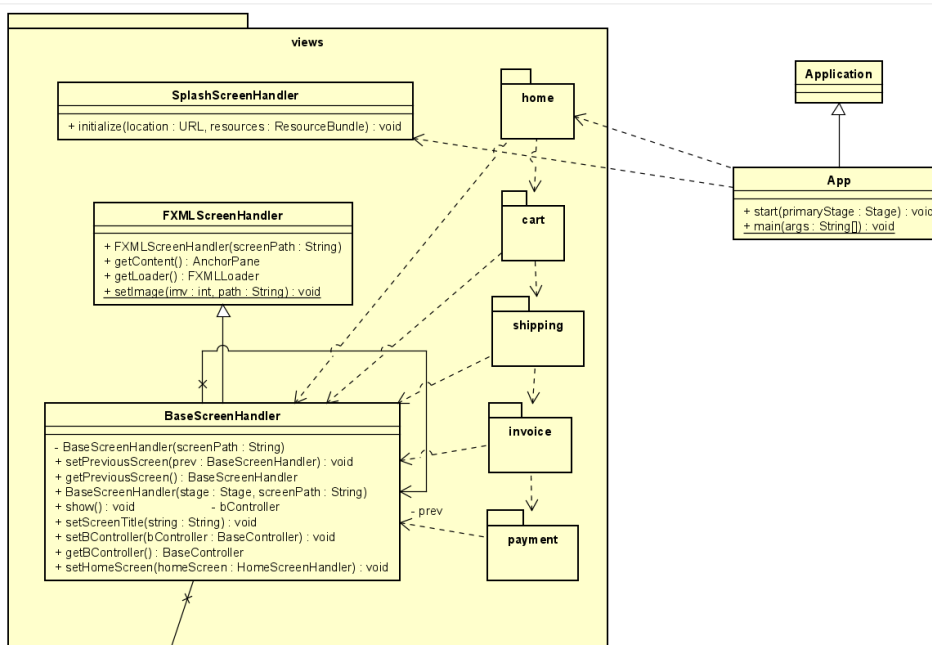 views
SplashScreenHandler
+ initialize(location : URL, resources : ResourceBundle) : void
home
Application
App
+ start(primaryStage : Stage) : void
+ main(args : String[]) : void
cart
FXMLScreenHandler
+ FXMLScreenHandler(screenPath : String)
+ getContent() : AnchorPane
+ getLoader() : FXMLLoader
+ setImage(imv : int, path : String) : void
shipping
BaseScreenHandler
- BaseScreenHandler(screenPath : String)
+ setPreviousScreen(prev : BaseScreenHandler) : void
+ getPreviousScreen() : BaseScreenHandler
+ BaseScreenHandler(stage : Stage, screenPath : String)
+ show() : void
- bController
+ setScreenTitle(string : String) : void
+ setBController(bController : BaseController) : void
+ getBController() : BaseController
+ setHomeScreen(homeScreen : HomeScreenHandler) : void
invoice
- prev
payment